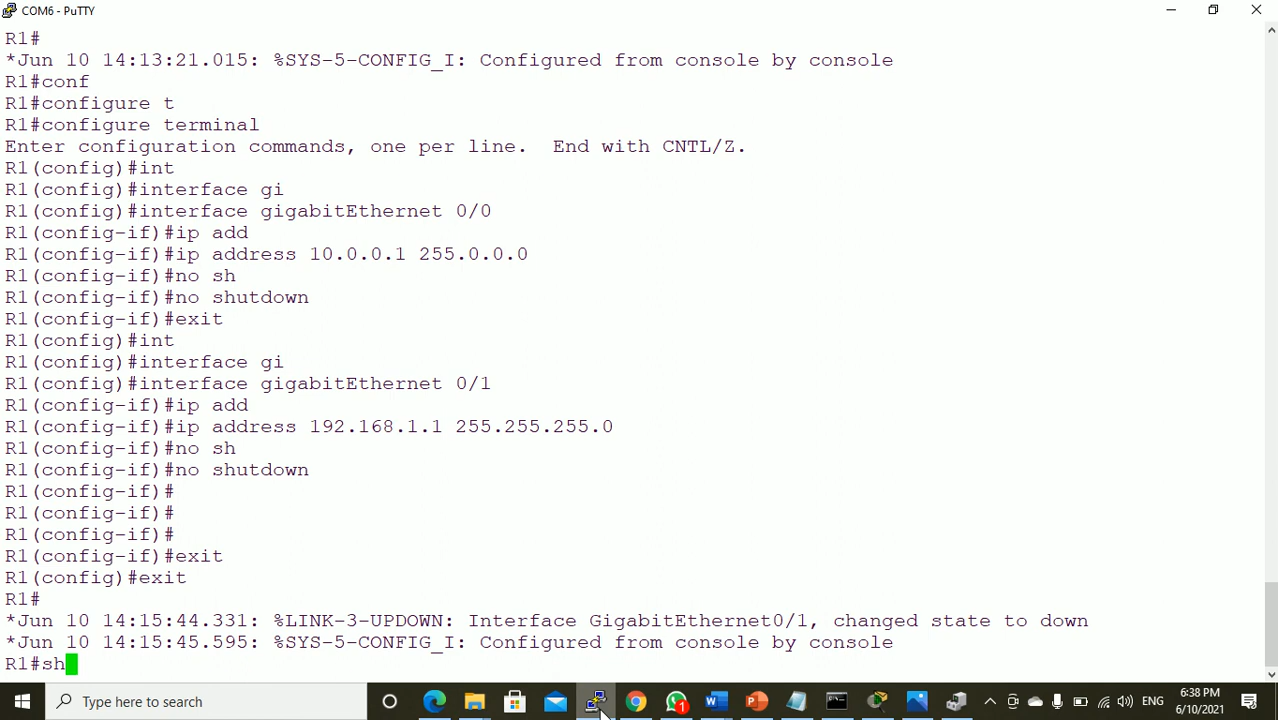 COM6 - PuTTY
R1#
*Jun 10 14:13:21.015: %SYS-5-CONFIG_I: Configured from console by console
R1#conf
R1#configure t
R1#configure terminal
Enter configuration commands, one per line.  End with CNTL/Z.
R1(config)#int
R1(config)#interface gi
R1(config)#interface gigabitEthernet 0/0
R1(config-if)#ip add
R1(config-if)#ip address 10.0.0.1 255.0.0.0
R1(config-if)#no sh
R1(config-if)#no shutdown
R1(config-if)#exit
R1(config)#int
R1(config)#interface gi
R1(config)#interface gigabitEthernet 0/1
R1(config-if)#ip add
R1(config-if)#ip address 192.168.1.1 255.255.255.0
R1(config-if)#no sh
R1(config-if)#no shutdown
R1(config-if)#
R1(config-if)#
R1(config-if)#
R1(config-if)#exit
R1(config)#exit
R1#
*Jun 10 14:15:44.331: %LINK-3-UPDOWN: Interface GigabitEthernet0/1, changed state to down
*Jun 10 14:15:45.595: %SYS-5-CONFIG_I: Configured from console by console
R1#sh
Type here to search
1
ENG
6:38 PM
6/10/2021